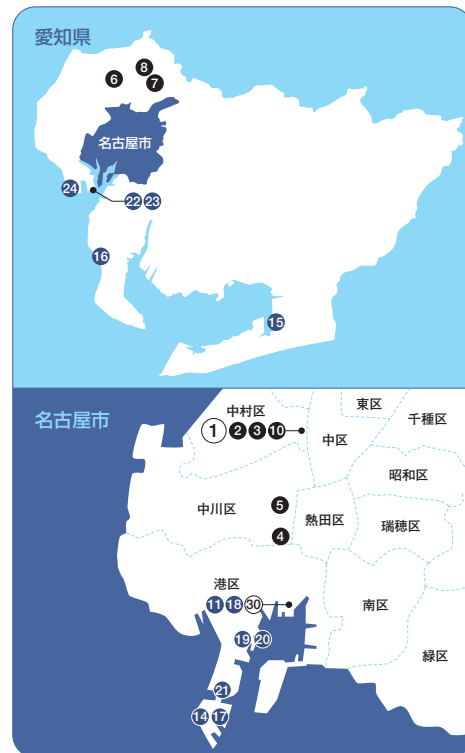 愛知県
8
6
7
名古屋市
24
22 23
16
15
名古屋市
東区
中村区
千種区
1 2 3 10
中区
昭和区
5
中川区
熱田区
瑞穂区
4
港区
11 18 30
南区
19 20
緑区
21
14 17